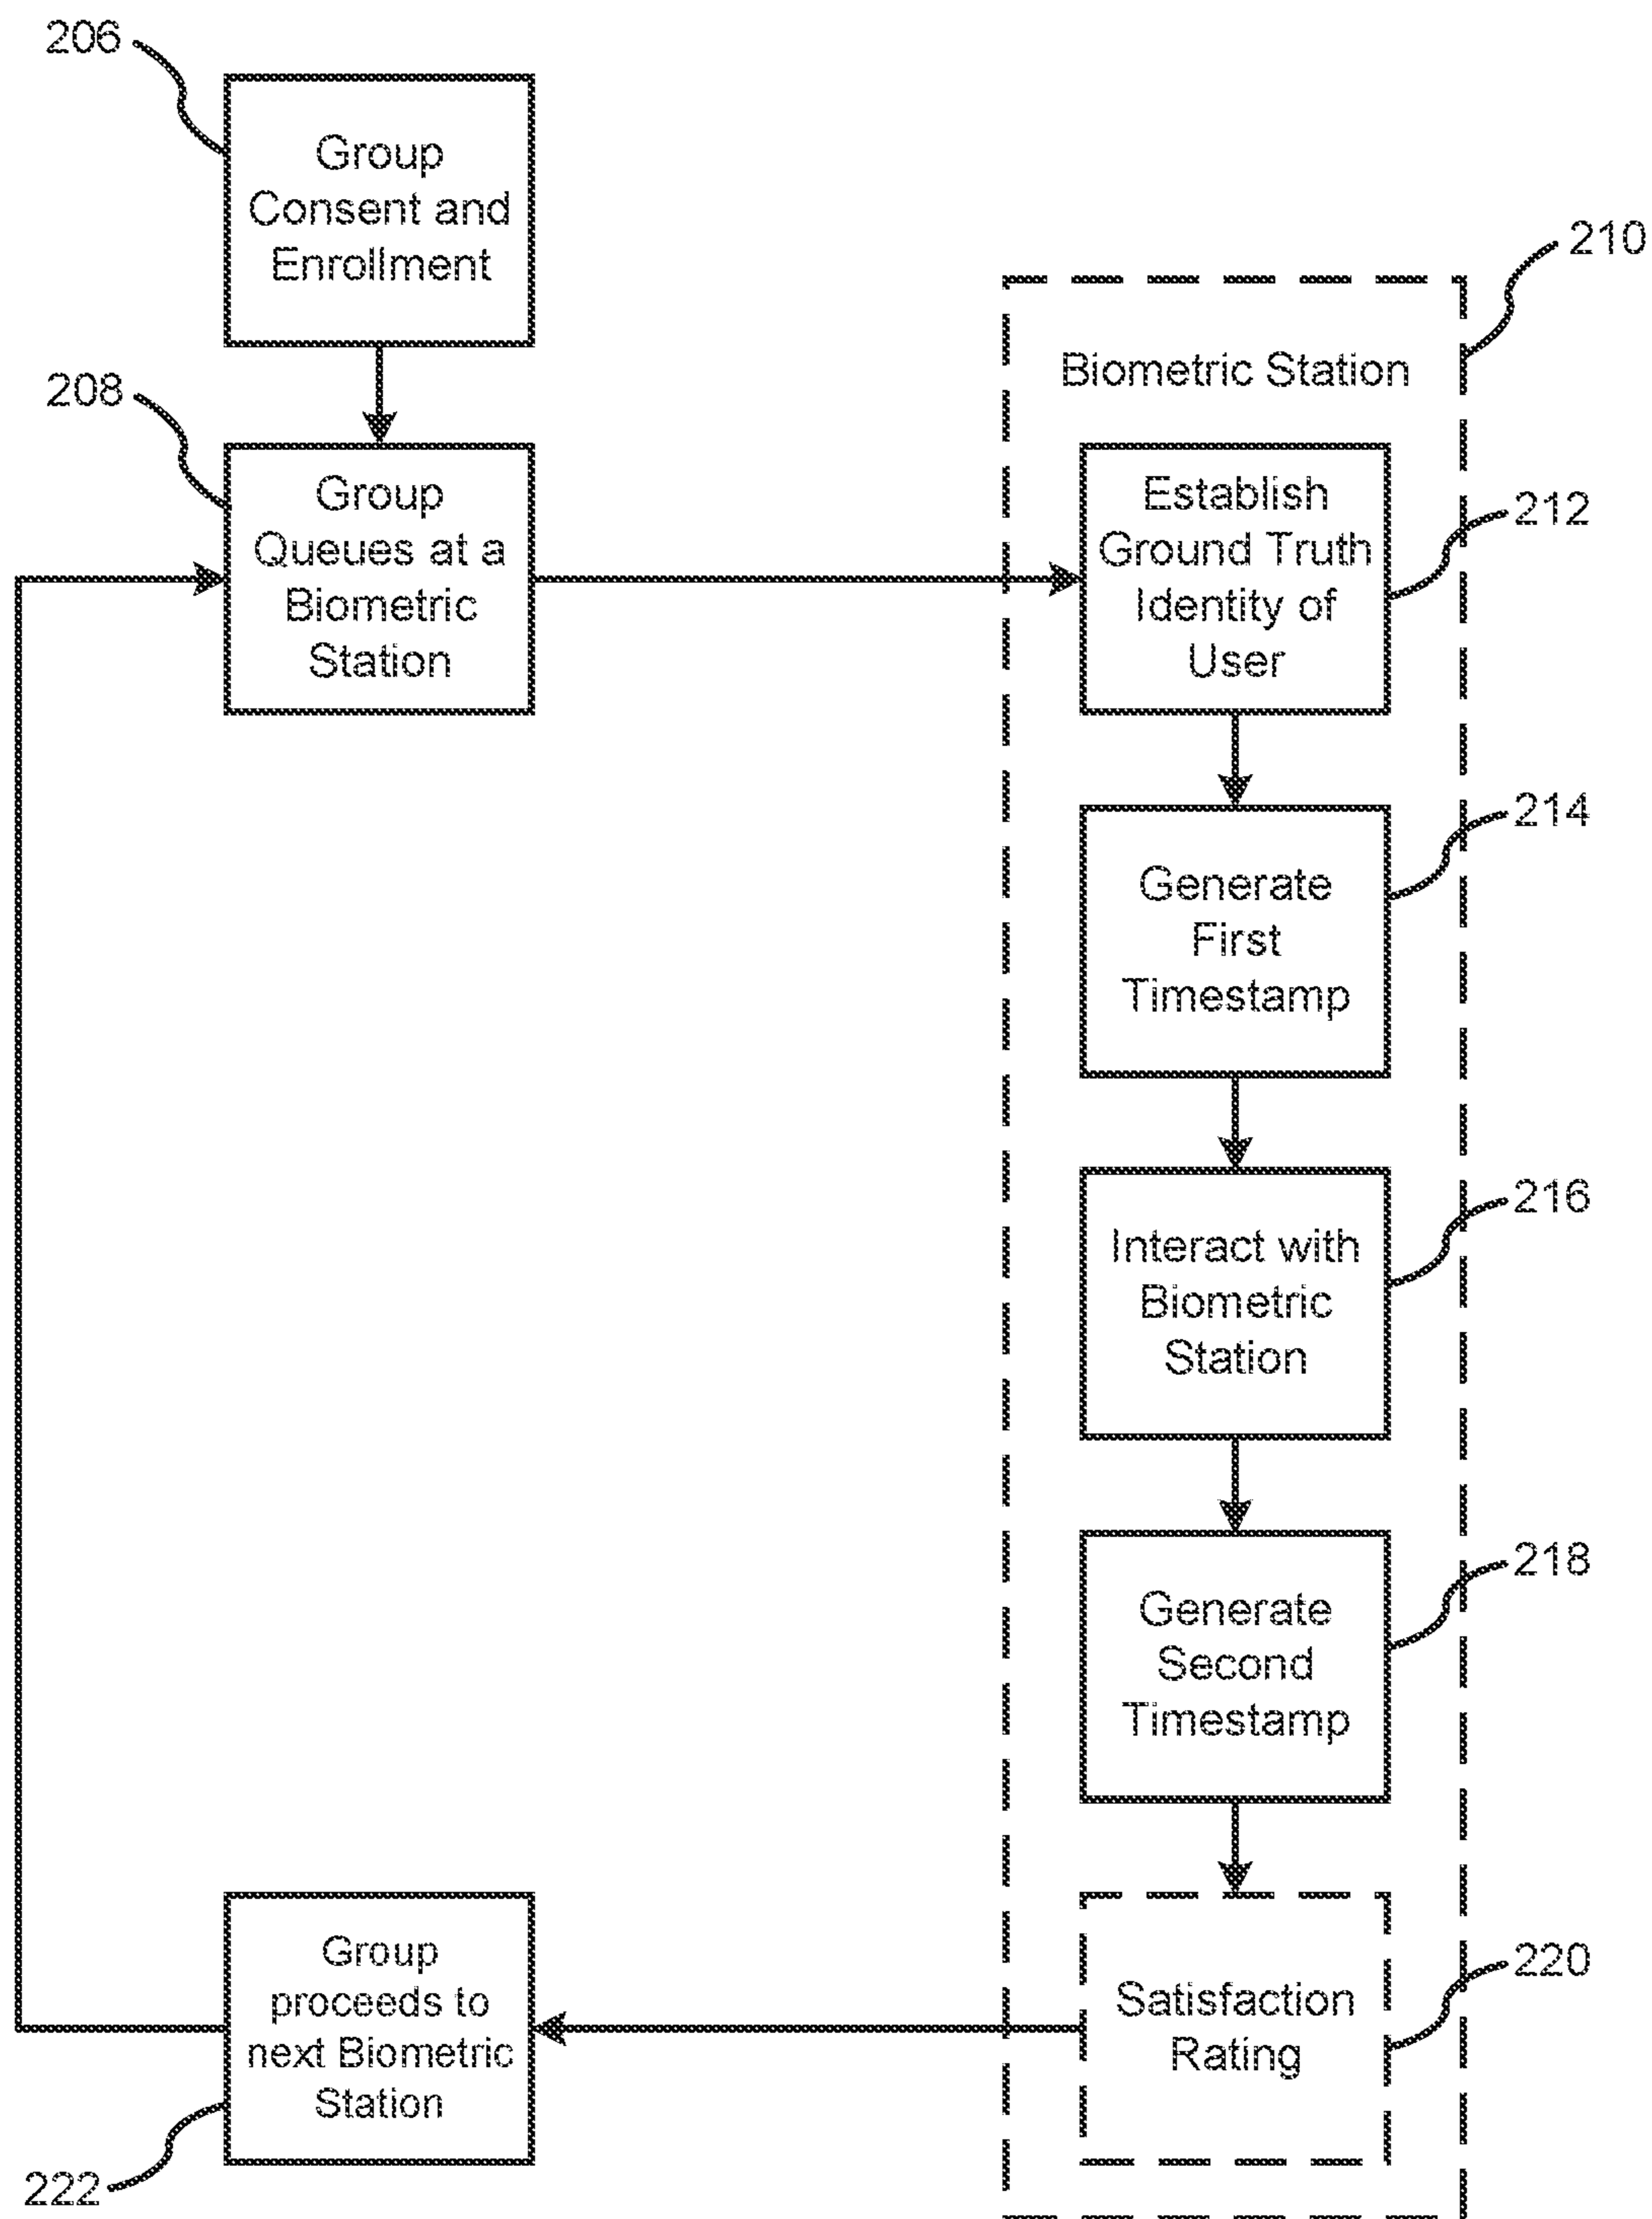 206
Group
Consent and
Enrollment
210
Biometric Station
208
Group
Queues at a
Biometric
Station
Establish
Ground Truth
Identity of
User
212
Generate
First
Timestamp
214
Interact with
Biometric
Station
216
Generate
Second
Timestamp
218
Satisfaction
Rating
220
Group
proceeds to
next Biometric
Station
222